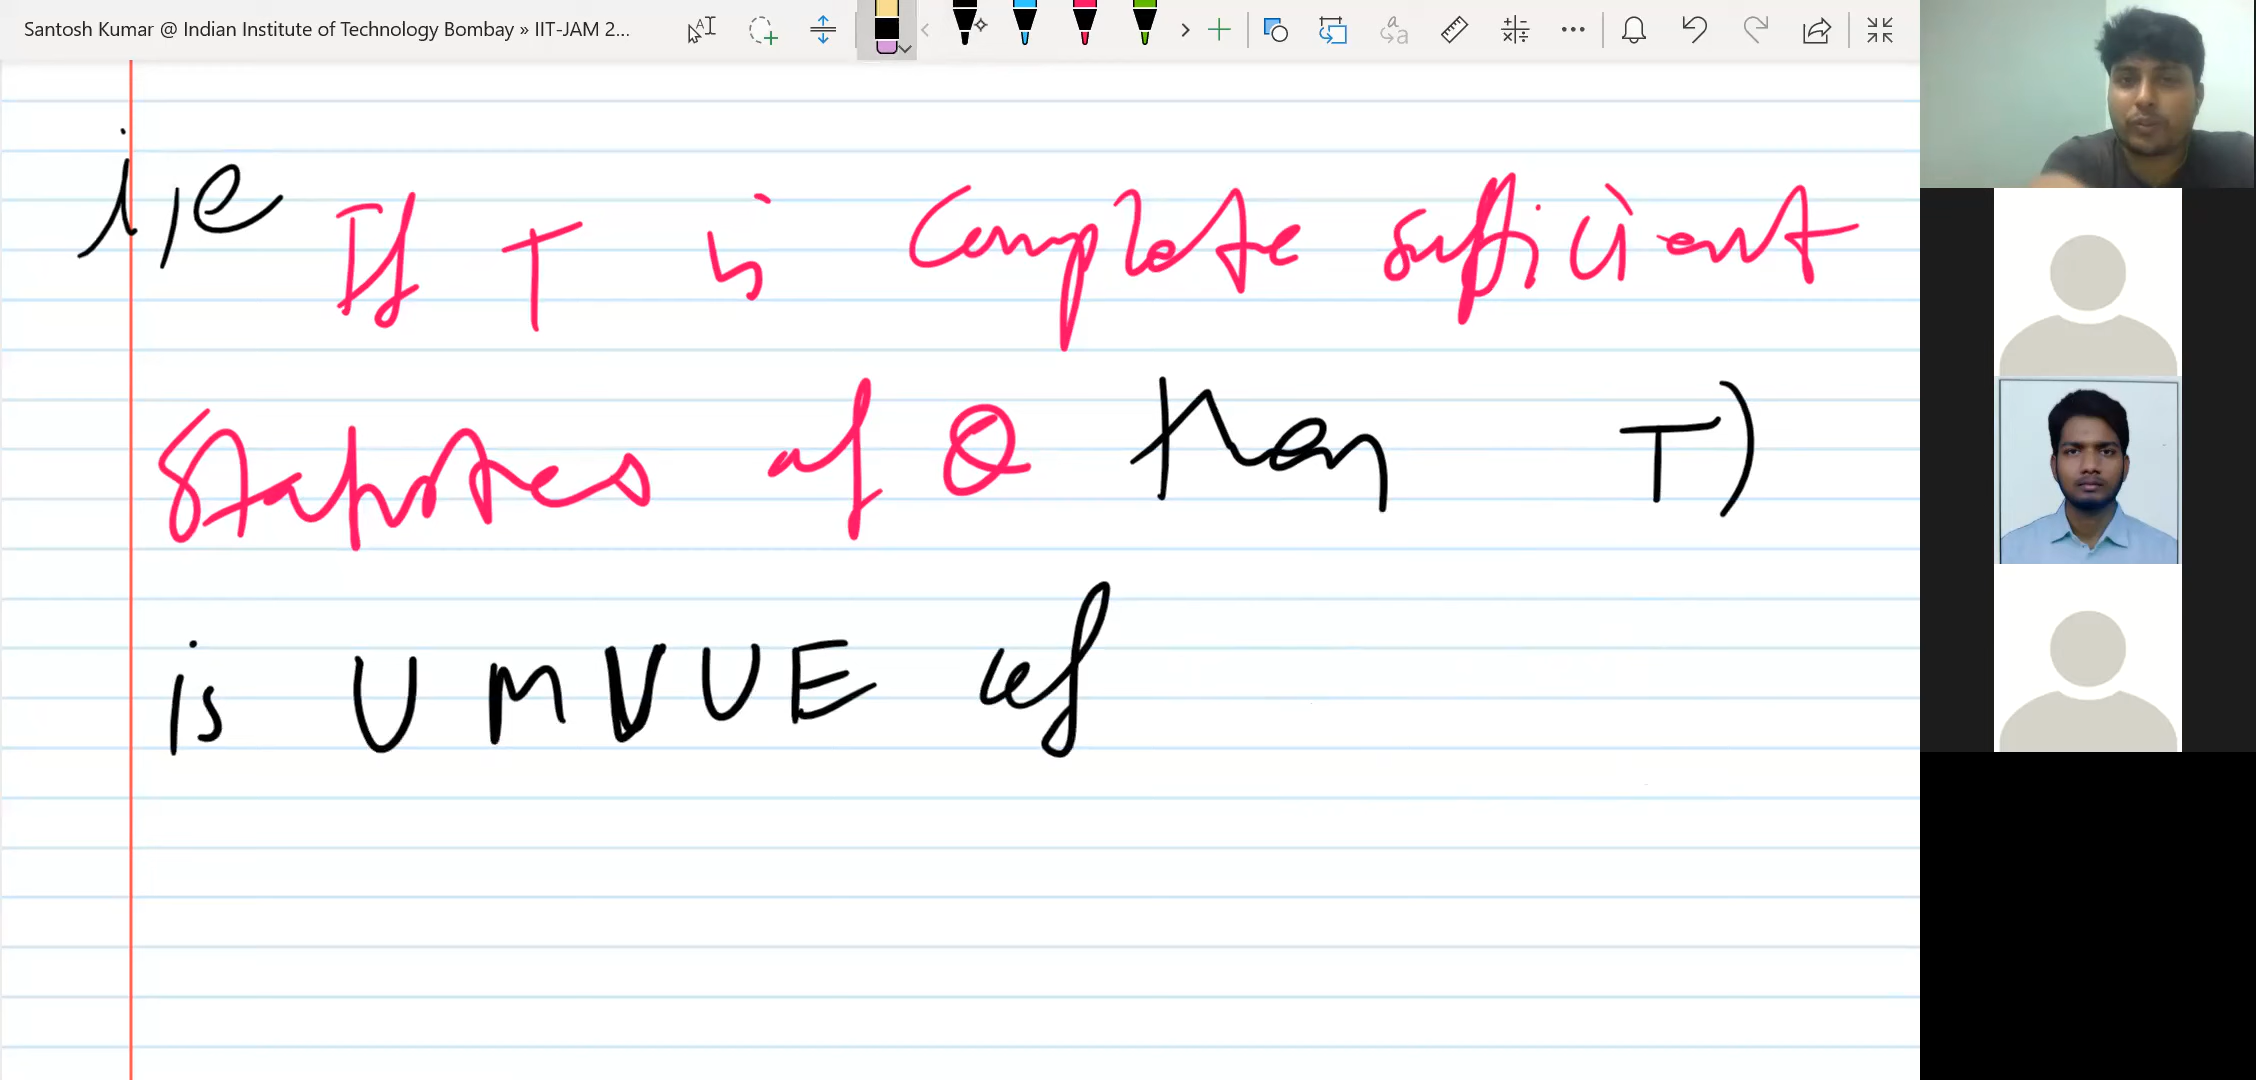 Santosh Kumar @ Indian Institute of Technology Bombay » IIT-JAM 2...
i,e If T is Complete sufficient
Statistics of θ then T)
is UMVUE of